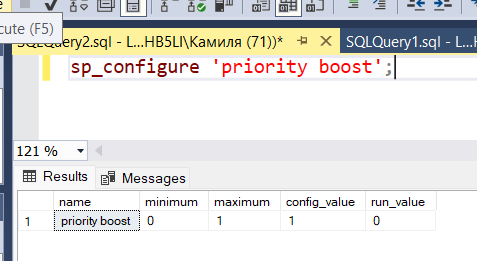 cute (F5)
SQLQuery2.sql - L...HB5LI\Камиля (71))*
SQLQuery1.sql - L...HB5LI
sp_configure 'priority boost';
121 %
Results Messages
name minimum maximum config_value run_value
1 priority boost 0 1 1 0